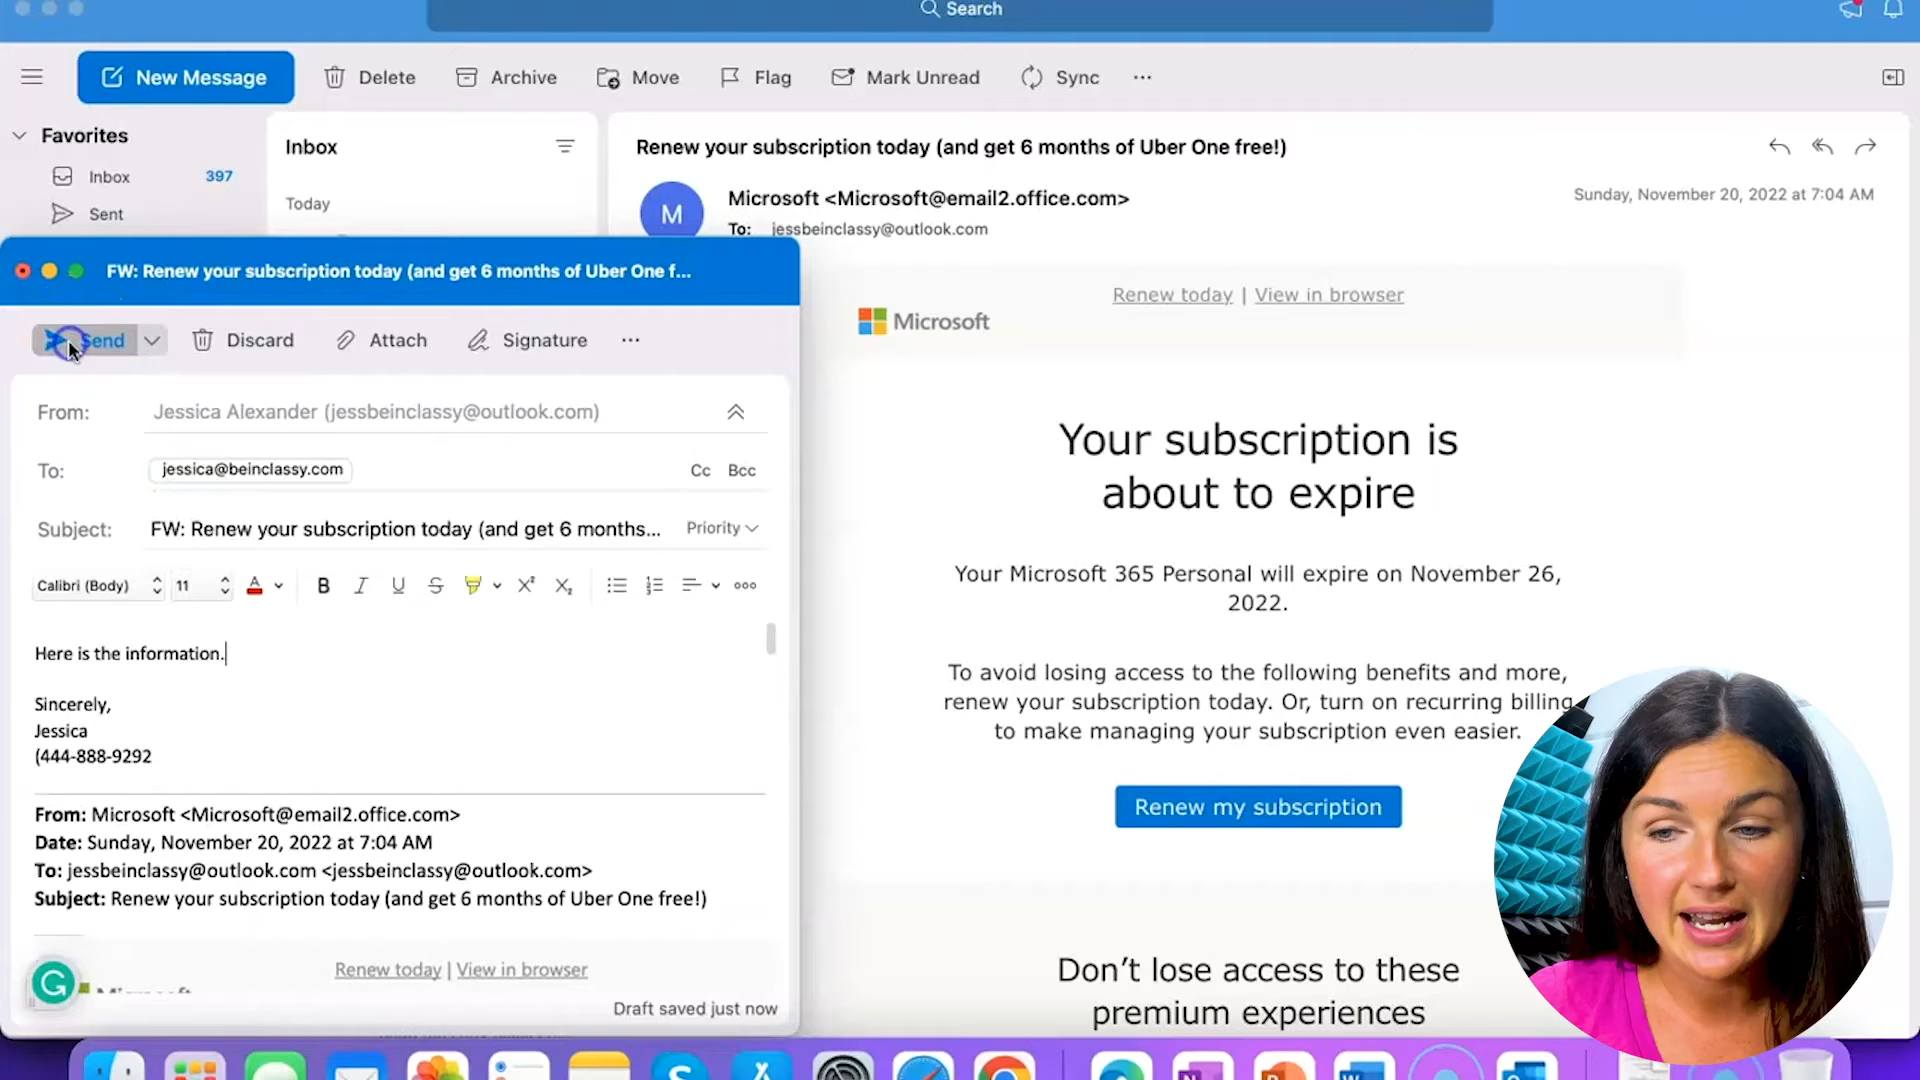 Search
New Message
Delete
Archive
Move
Flag
Mark Unread
Sync
Favorites
Inbox
397
Sent
Inbox
Today
Renew your subscription today (and get 6 months of Uber One free!)
M
Microsoft <Microsoft@email2.office.com>
To: jessbeinclassy@outlook.com
Sunday, November 20, 2022 at 7:04 AM
FW: Renew your subscription today (and get 6 months of Uber One f...
Send
Discard
Attach
Signature
From: Jessica Alexander (jessbeinclassy@outlook.com)
To: jessica@beinclassy.com
Cc Bcc
Subject: FW: Renew your subscription today (and get 6 months...
Priority
Calibri (Body) 11
Here is the information.
Sincerely,
Jessica
(444-888-9292
From: Microsoft <Microsoft@email2.office.com>
Date: Sunday, November 20, 2022 at 7:04 AM
To: jessbeinclassy@outlook.com <jessbeinclassy@outlook.com>
Subject: Renew your subscription today (and get 6 months of Uber One free!)
Renew today | View in browser
Draft saved just now
Renew today | View in browser
Microsoft
Your subscription is
about to expire
Your Microsoft 365 Personal will expire on November 26,
2022.
To avoid losing access to the following benefits and more,
renew your subscription today. Or, turn on recurring billing
to make managing your subscription even easier.
Renew my subscription
Don't lose access to these
premium experiences